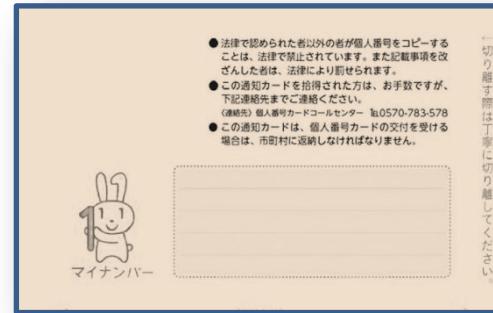 ●法律で認められた者以外の者が個人番号をコピーする
ことは、法律で禁止されています。また記載事項を改
ざんした者は、法律により罰せられます。
●この通知カードを拾得された方は、お手数ですが、
下記連絡先までご連絡ください。
〈連絡先〉個人番号カードコールセンター ℡0570-783-578
●この通知カードは、個人番号カードの交付を受ける
場合は、市町村に返納しなければなりません。
1
マイナンバー
←切り離す際は丁寧に切り離してください。